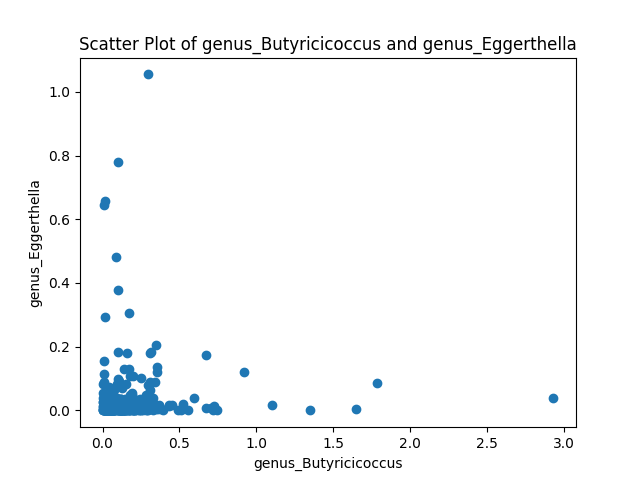 Scatter Plot of genus_Butyricicoccus and genus_Eggerthella
1.0
0.8
0.6
0.4
0.2
0.0
genus_Eggerthella
0.0 0.5 1.0 1.5 2.0 2.5 3.0
genus_Butyricicoccus